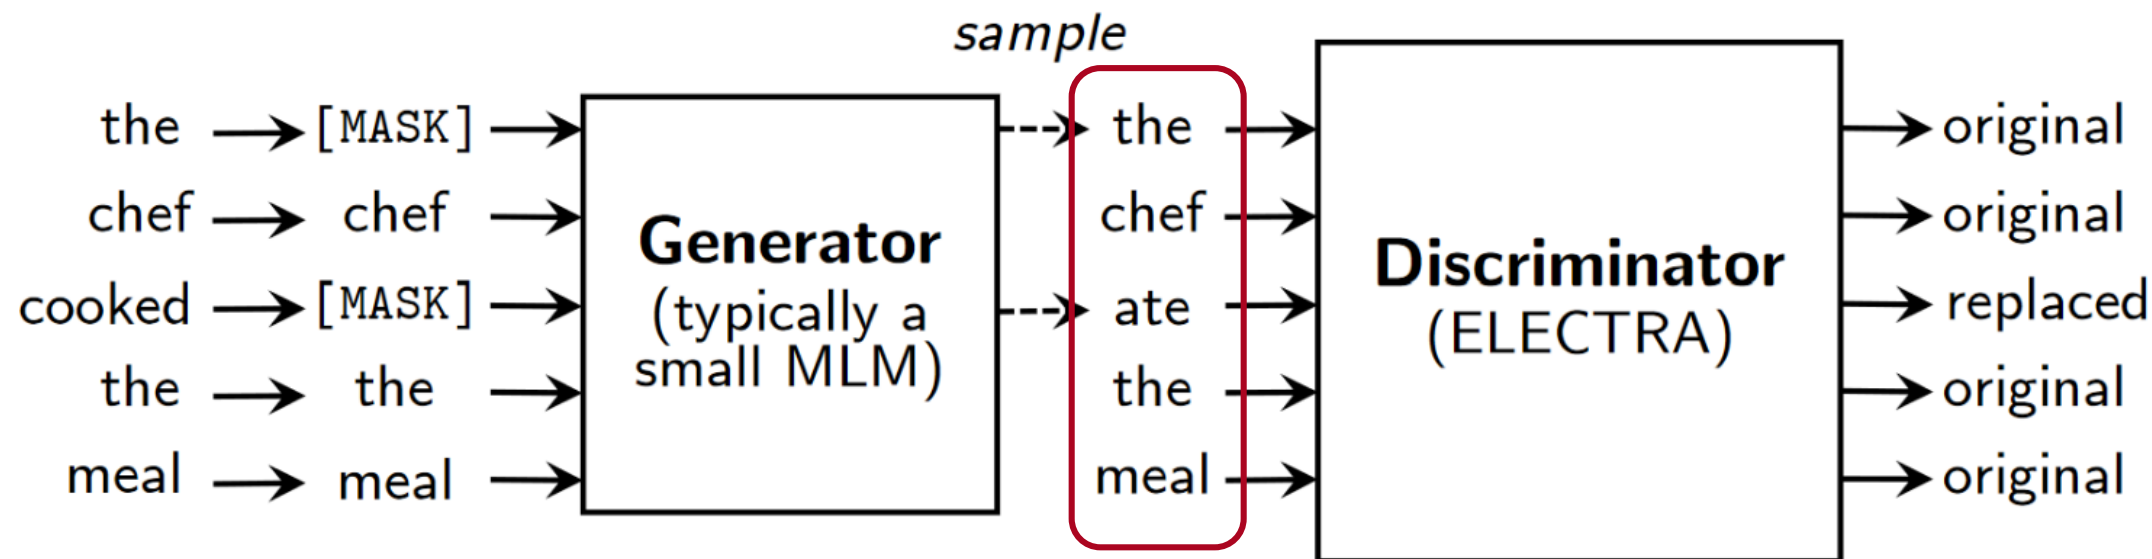 sample
the [MASK] the original
chef chef chef original
Generator
(typically a
small MLM)
Discriminator
(ELECTRA)
cooked [MASK] ate replaced
the the the original
meal meal meal original